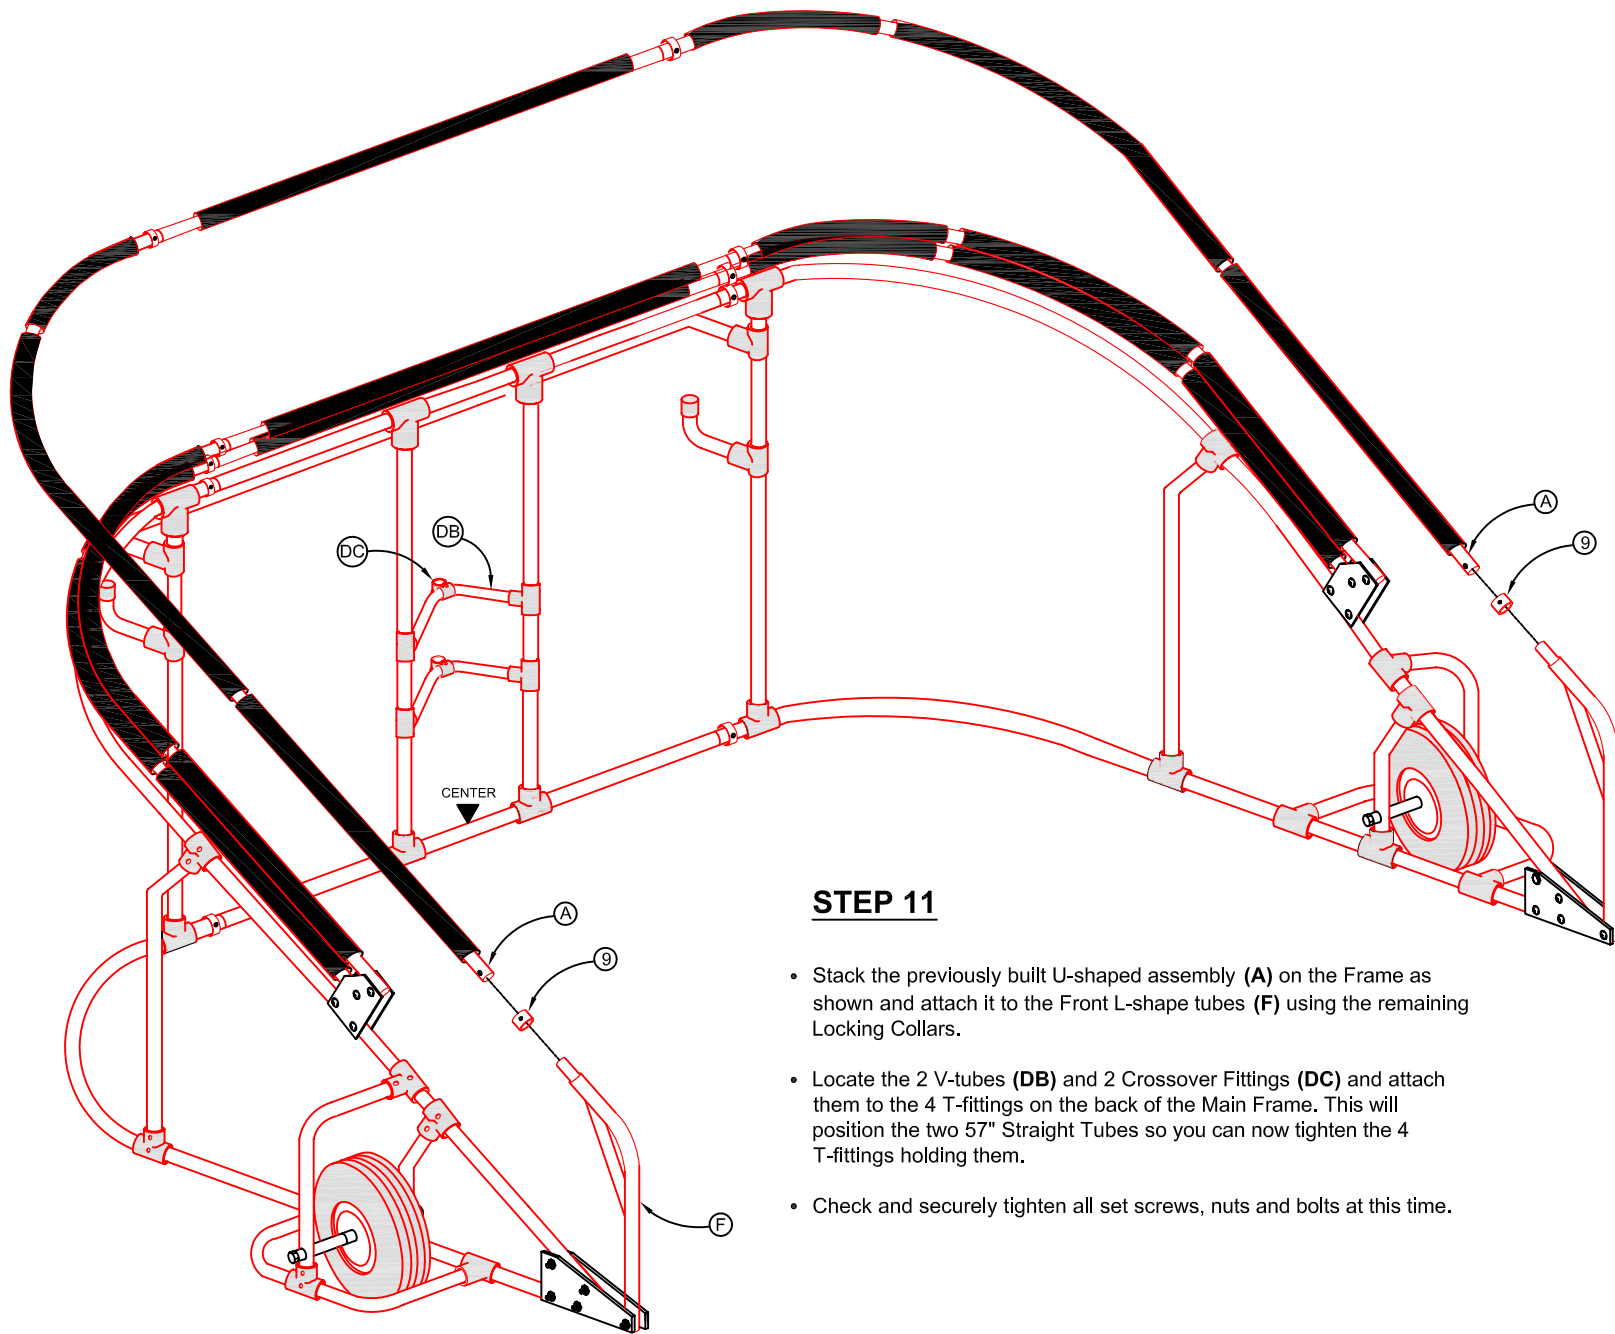 A
9
DB
DC
CENTER
A
9
F
STEP 11
• Stack the previously built U-shaped assembly (A) on the Frame as
shown and attach it to the Front L-shape tubes (F) using the remaining
Locking Collars.
• Locate the 2 V-tubes (DB) and 2 Crossover Fittings (DC) and attach
them to the 4 T-fittings on the back of the Main Frame. This will
position the two 57" Straight Tubes so you can now tighten the 4
T-fittings holding them.
• Check and securely tighten all set screws, nuts and bolts at this time.